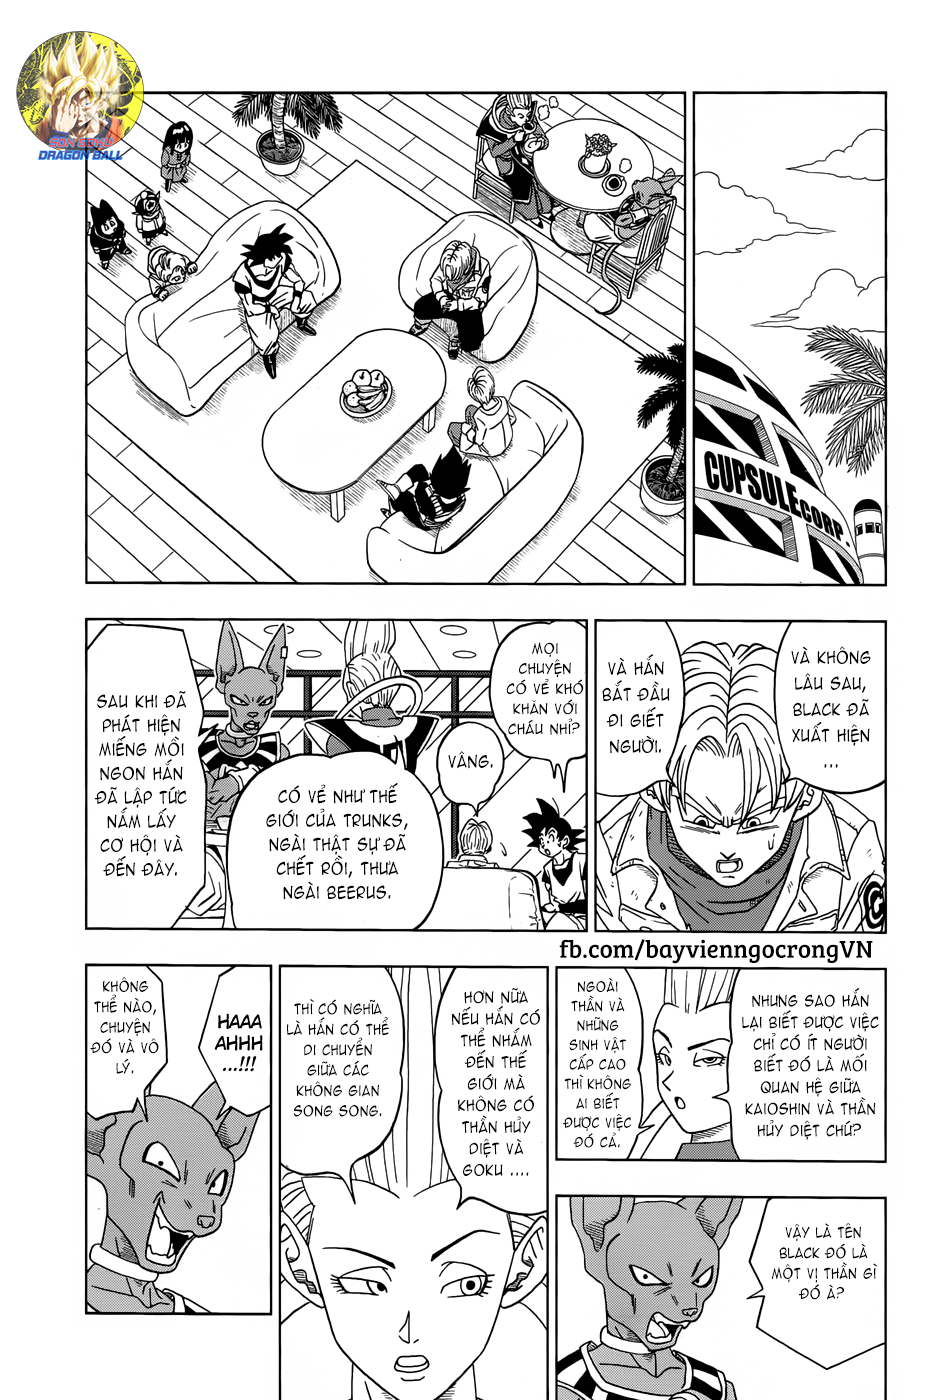 SON GOKU
DRAGON BALL
CUPSULE CORP.
VÀ KHÔNG
LÂU SAU,
BLACK ĐÃ
XUẤT HIỆN
...
VÀ HẮN
BẮT ĐẦU
ĐI GIẾT
NGƯỜI.
MỌI
CHUYỆN
CÓ VẺ KHÓ
KHĂN VỚI
CHÁU NHỈ?
VÂNG.
CÓ VẺ NHƯ THẾ
GIỚI CỦA TRUNKS,
NGÀI THẬT SỰ ĐÃ
CHẾT RỒI, THƯA
NGÀI BEERUS.
SAU KHI ĐÃ
PHÁT HIỆN
MIẾNG MỒI
NGON HẮN
ĐÃ LẬP TỨC
NẮM LẤY
CƠ HỘI VÀ
ĐẾN ĐÂY.
fb.com/bayvienngocrongVN
NHƯNG SAO HẮN
LẠI BIẾT ĐƯỢC VIỆC
CHỈ CÓ ÍT NGƯỜI
BIẾT ĐÓ LÀ MỐI
QUAN HỆ GIỮA
KAIOSHIN VÀ THẦN
HỦY DIỆT CHỨ?
NGOÀI
THẦN VÀ
NHỮNG
SINH VẬT
CẤP CAO
THÌ KHÔNG
AI BIẾT
ĐƯỢC VIỆC
ĐÓ CẢ.
VẬY LÀ TÊN
BLACK ĐÓ LÀ
MỘT VỊ THẦN GÌ
ĐÓ À?
HƠN NỮA
NẾU HẮN CÓ
THỂ NHẮM
ĐẾN THẾ
GIỚI MÀ
KHÔNG CÓ
THẦN HỦY
DIỆT VÀ
GOKU ....
THÌ CÓ NGHĨA
LÀ HẮN CÓ THỂ
DI CHUYỂN
GIỮA CÁC
KHÔNG GIAN
SONG SONG.
HAAA
AHHH
...!!!
KHÔNG
THỂ NÀO,
CHUYỆN
ĐÓ VÀ VÔ
LÝ.